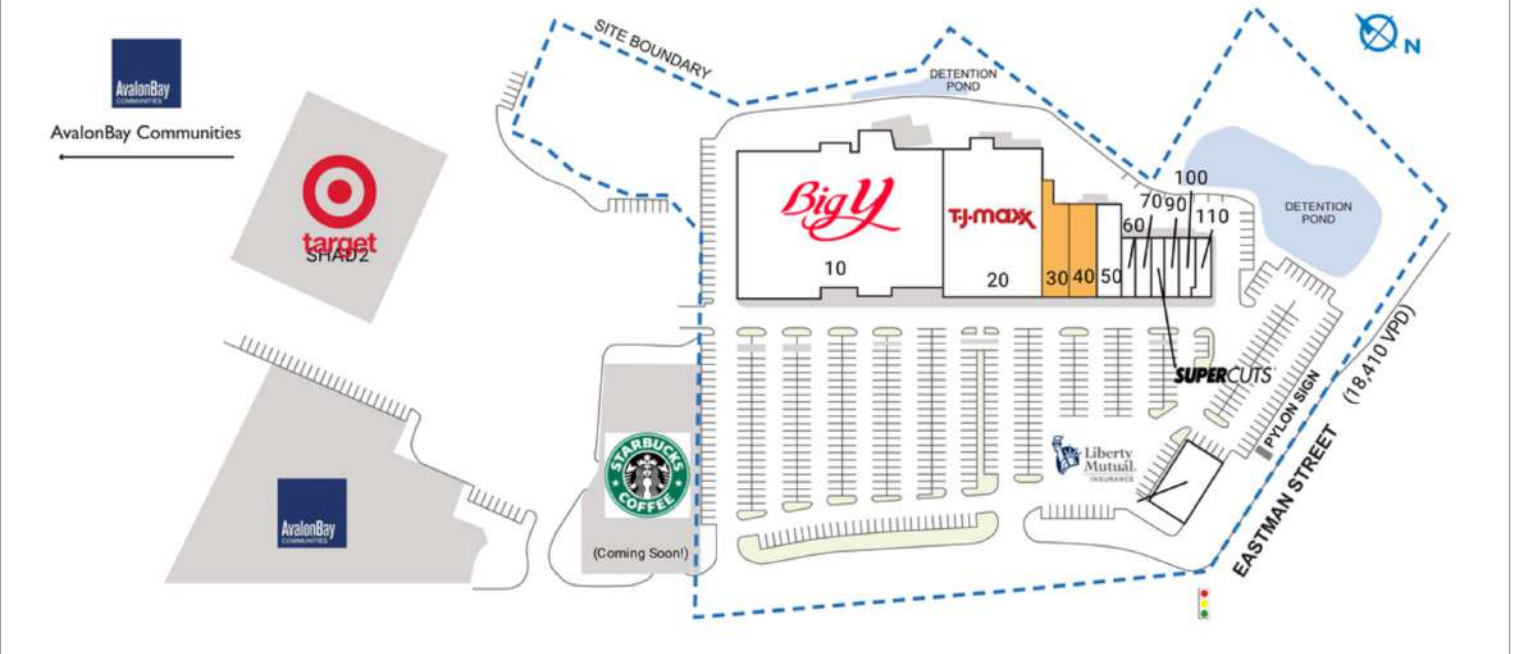 AvalonBay
COMMUNITIES
AvalonBay Communities
target
SHAD2
SITE BOUNDARY
DETENTION
POND
N
Big Y
10
T·J·maxx
20
30
40
50
60
70
90
100
110
DETENTION
POND
SUPERCUTS
Liberty
Mutual.
INSURANCE
PYLON SIGN
EASTMAN STREET
(18,410 VPD)
STARBUCKS
COFFEE
(Coming Soon!)
AvalonBay
COMMUNITIES